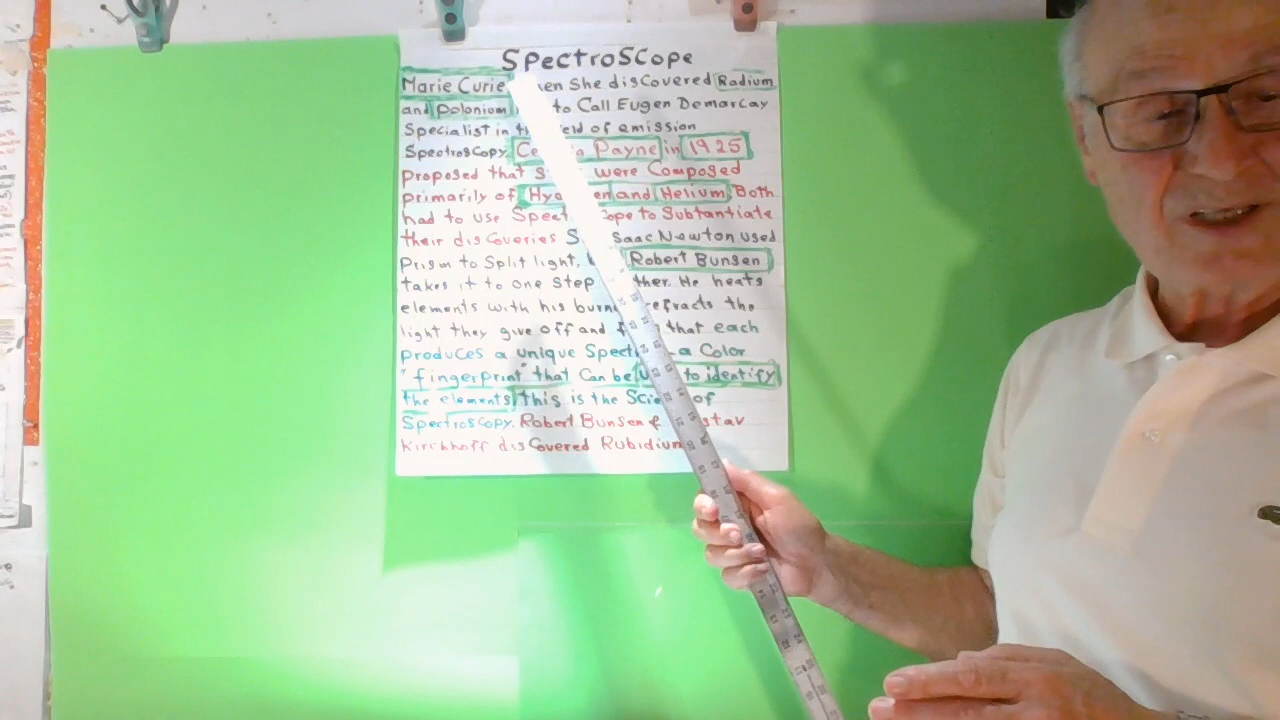 SpectroScope
Marie Curie when She discovered Radium
and Polonium to Call Eugen Demarcay
Specialist in the field of emission
Spectroscopy. Cecilia Payne in 1925
proposed that stars were Composed
primarily of Hydrogen and Helium Both
had to use Spectroscope to Substantiate
their discoveries Sir Isaac Newton used
Prism to Split light. Robert Bunsen
takes it to one step further. He heats
elements with his burner refracts the
light they give off and finds that each
produces a unique Spectrum a Color
"fingerprint" that Can be used to identify
the elements, this is the Science of
Spectroscopy. Robert Bunsen & Gustav
Kirchhoff discovered Rubidium